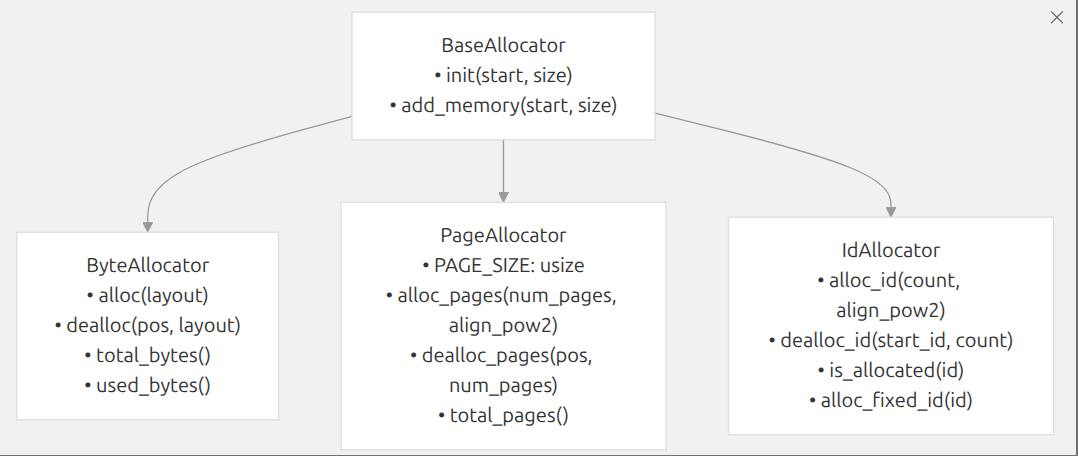 BaseAllocator
• init(start, size)
• add_memory(start, size)
ByteAllocator
• alloc(layout)
• dealloc(pos, layout)
• total_bytes()
• used_bytes()
PageAllocator
• PAGE_SIZE: usize
• alloc_pages(num_pages,
align_pow2)
• dealloc_pages(pos,
num_pages)
• total_pages()
IdAllocator
• alloc_id(count,
align_pow2)
• dealloc_id(start_id, count)
• is_allocated(id)
• alloc_fixed_id(id)